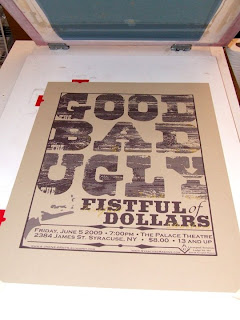 GOOD
BAD
UGLY
FISTFUL of
DOLLARS
FRIDAY, JUNE 5 2009 • 7:00PM • THE PALACE THEATRE
2384 JAMES ST. SYRACUSE, NY • $8.00 • 13 AND UP